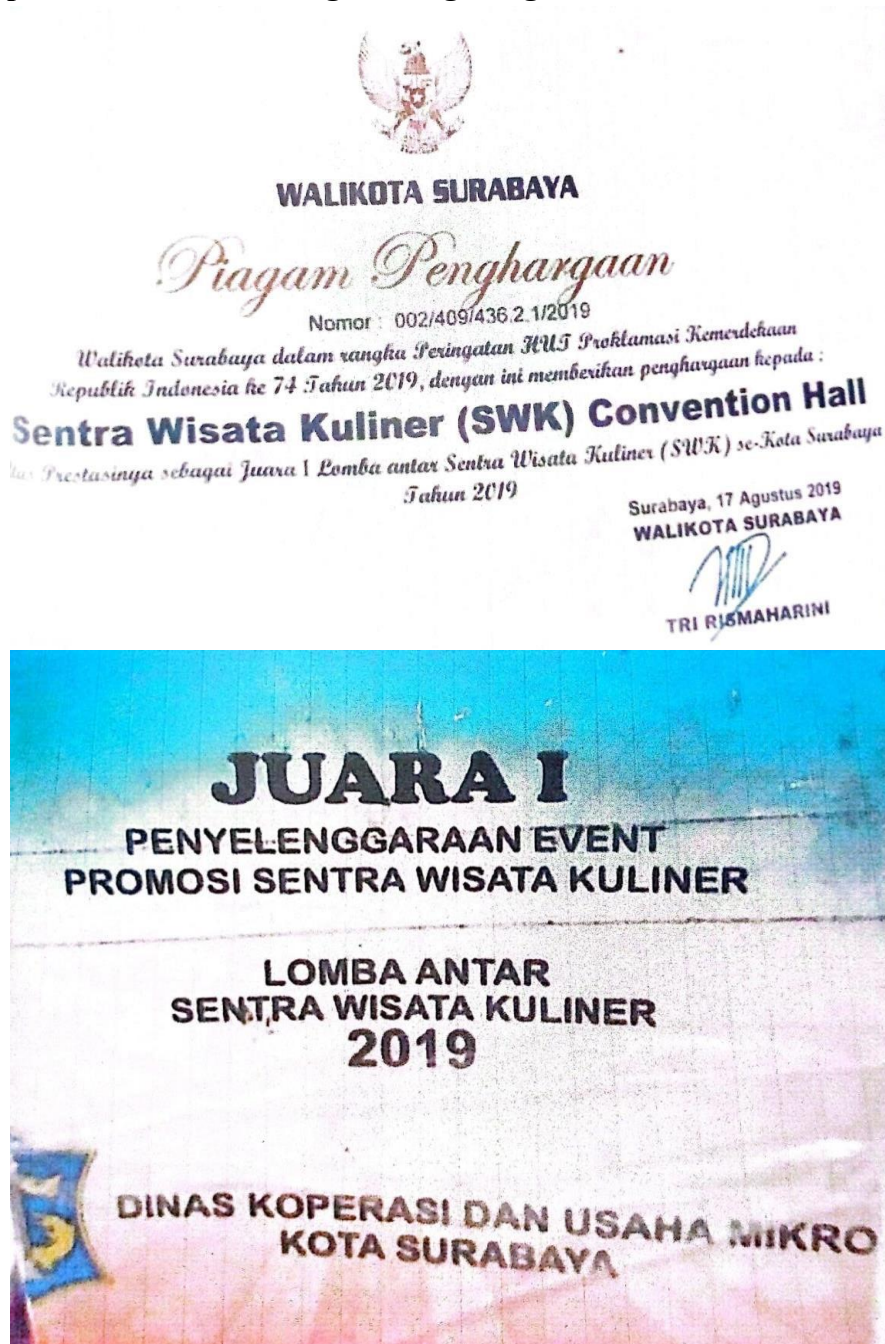 WALIKOTA SURABAYA
Piagam Penghargaan
Nomor : 002/409/436.2.1/2019
Walikota Surabaya dalam rangka Peringatan HUT Proklamasi Kemerdekaan
Republik Indonesia ke 74 Tahun 2019, dengan ini memberikan penghargaan kepada :
Sentra Wisata Kuliner (SWK) Convention Hall
Prestasinya sebagai Juara I Lomba antar Sentra Wisata Kuliner (SWK) se-Kota Surabaya
Tahun 2019
Surabaya, 17 Agustus 2019
WALIKOTA SURABAYA
TRI RISMAHARINI
JUARA I
PENYELENGGARAAN EVENT
PROMOSI SENTRA WISATA KULINER
LOMBA ANTAR
SENTRA WISATA KULINER
2019
DINAS KOPERASI DAN USAHA MIKRO
KOTA SURABAYA